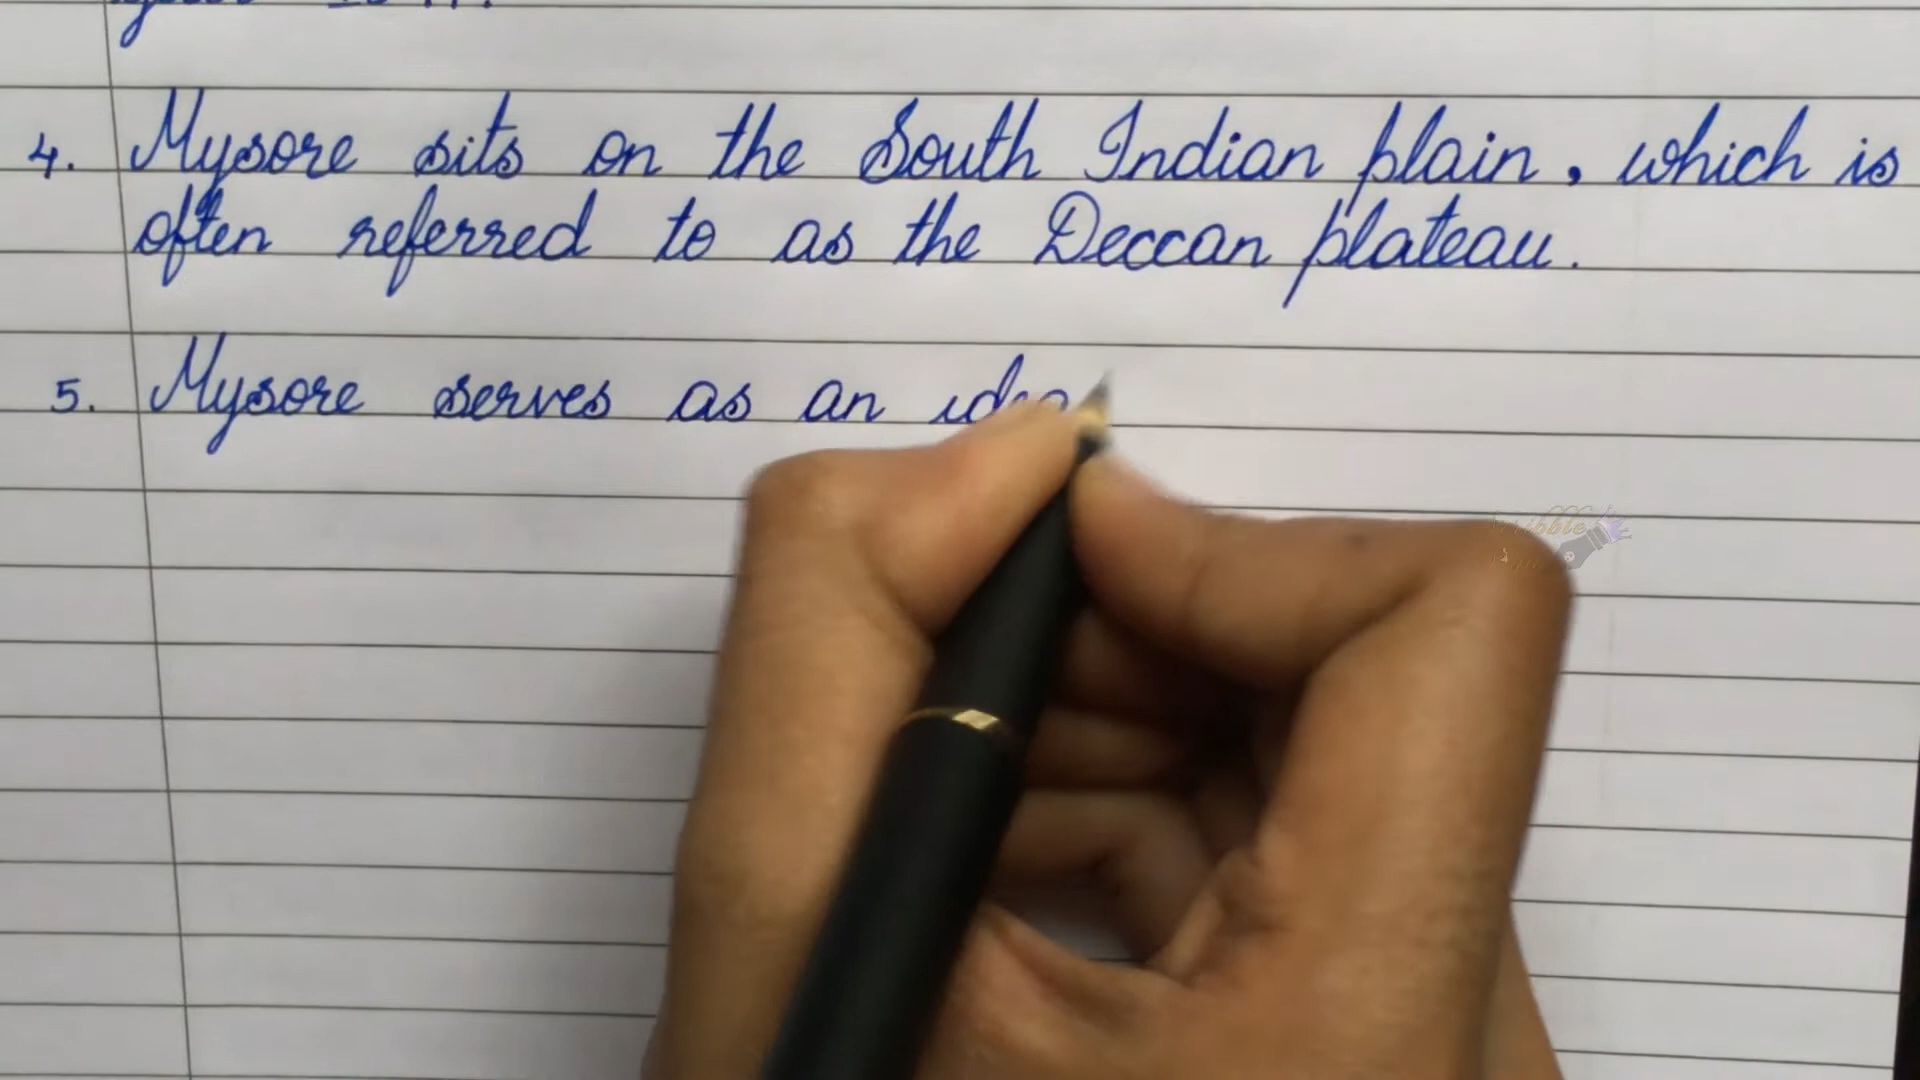 4. Mysore sits on the South Indian plain, which is
often referred to as the Deccan plateau.
5. Mysore serves as an